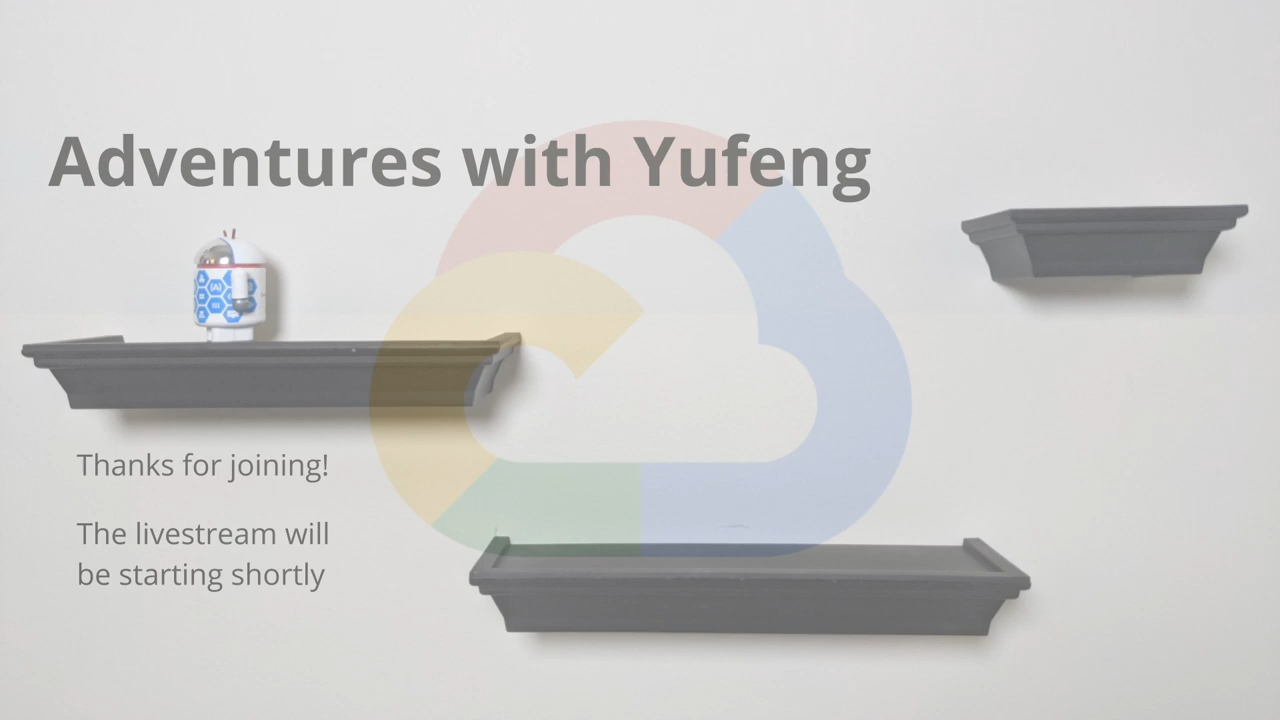 Adventures with Yufeng
Thanks for joining!
The livestream will
be starting shortly